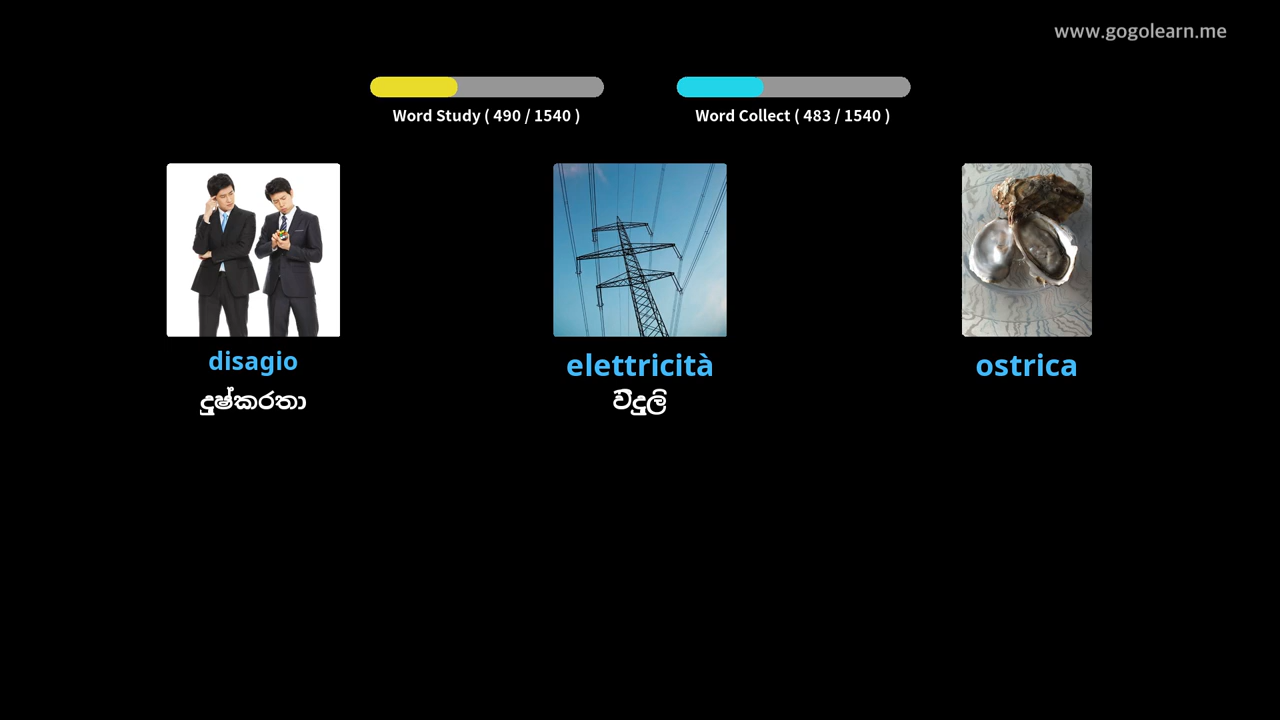 www.gogolearn.me
Word Study ( 490 / 1540 )
Word Collect ( 483 / 1540 )
disagio
දුෂ්කරතා
elettricità
විදුලි
ostrica